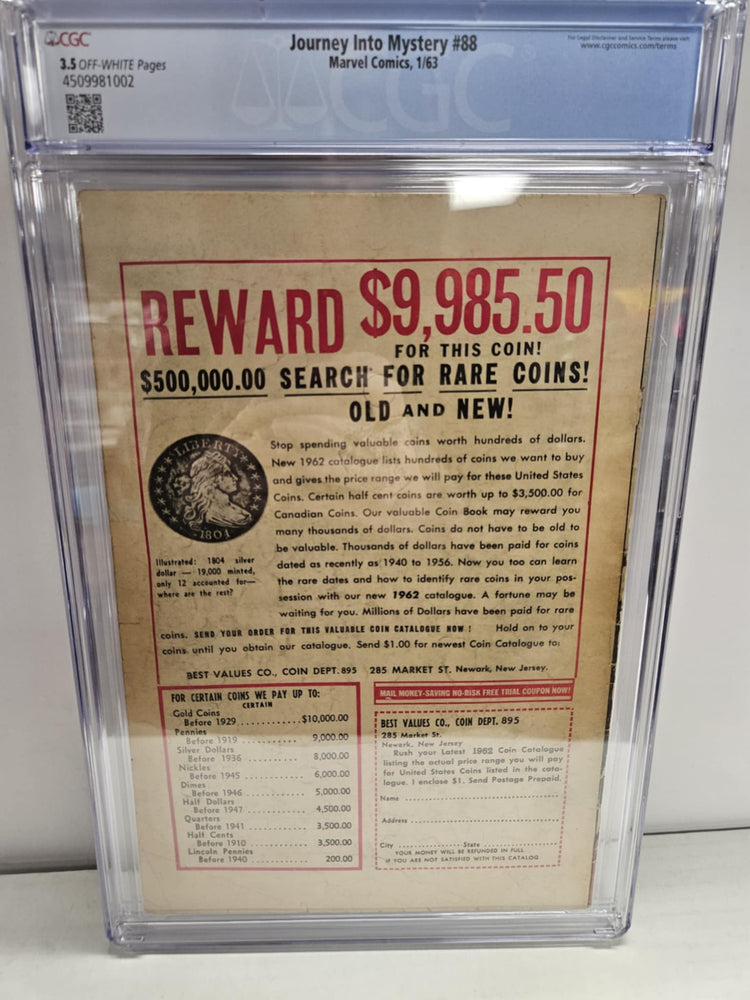 CGC
3.5 OFF-WHITE Pages
4509981002
Journey Into Mystery #88
Marvel Comics, 1/63
For Legal Disclaimer and Service Terms please visit
www.cgccomics.com/terms
CGC
REWARD $9,985.50
FOR THIS COIN!
$500,000.00 SEARCH FOR RARE COINS!
OLD AND NEW!
LIBERTY
1804
Illustrated: 1804 silver
dollar — 19,000 minted,
only 12 accounted for—
where are the rest?
Stop spending valuable coins worth hundreds of dollars.
New 1962 catalogue lists hundreds of coins we want to buy
and gives the price range we will pay for these United States
Coins. Certain half cent coins are worth up to $3,500.00 for
Canadian Coins. Our valuable Coin Book may reward you
many thousands of dollars. Coins do not have to be old to
be valuable. Thousands of dollars have been paid for coins
dated as recently as 1940 to 1956. Now you too can learn
the rare dates and how to identify rare coins in your pos-
session with our new 1962 catalogue. A fortune may be
waiting for you. Millions of Dollars have been paid for rare
coins. SEND YOUR ORDER FOR THIS VALUABLE COIN CATALOGUE NOW! Hold on to your
coins until you obtain our catalogue. Send $1.00 for newest Coin Catalogue to:
BEST VALUES CO., COIN DEPT. 895 285 MARKET ST. Newark, New Jersey.
FOR CERTAIN COINS WE PAY UP TO:
CERTAIN
Gold Coins
Before 1929 ............ $10,000.00
Pennies
Before 1919 ............ 9,000.00
Silver Dollars
Before 1936 ........... 8,000.00
Nickles
Before 1945 ............ 6,000.00
Dimes
Before 1946 ............ 5,000.00
Half Dollars
Before 1947 ............ 4,500.00
Quarters
Before 1941 ............ 3,500.00
Half Cents
Before 1910 ............ 3,500.00
Lincoln Pennies
Before 1940 ............ 200.00
MAIL MONEY-SAVING NO-RISK FREE TRIAL COUPON NOW!
BEST VALUES CO., COIN DEPT. 895
285 Market St.
Newark, New Jersey
Rush your Latest 1962 Coin Catalogue
listing the actual price range you will pay
for United States Coins listed in the cata-
logue. I enclose $1. Send Postage Prepaid.
Name
Address
City State
YOUR MONEY WILL BE REFUNDED IN FULL
IF YOU ARE NOT SATISFIED WITH THIS CATALOG